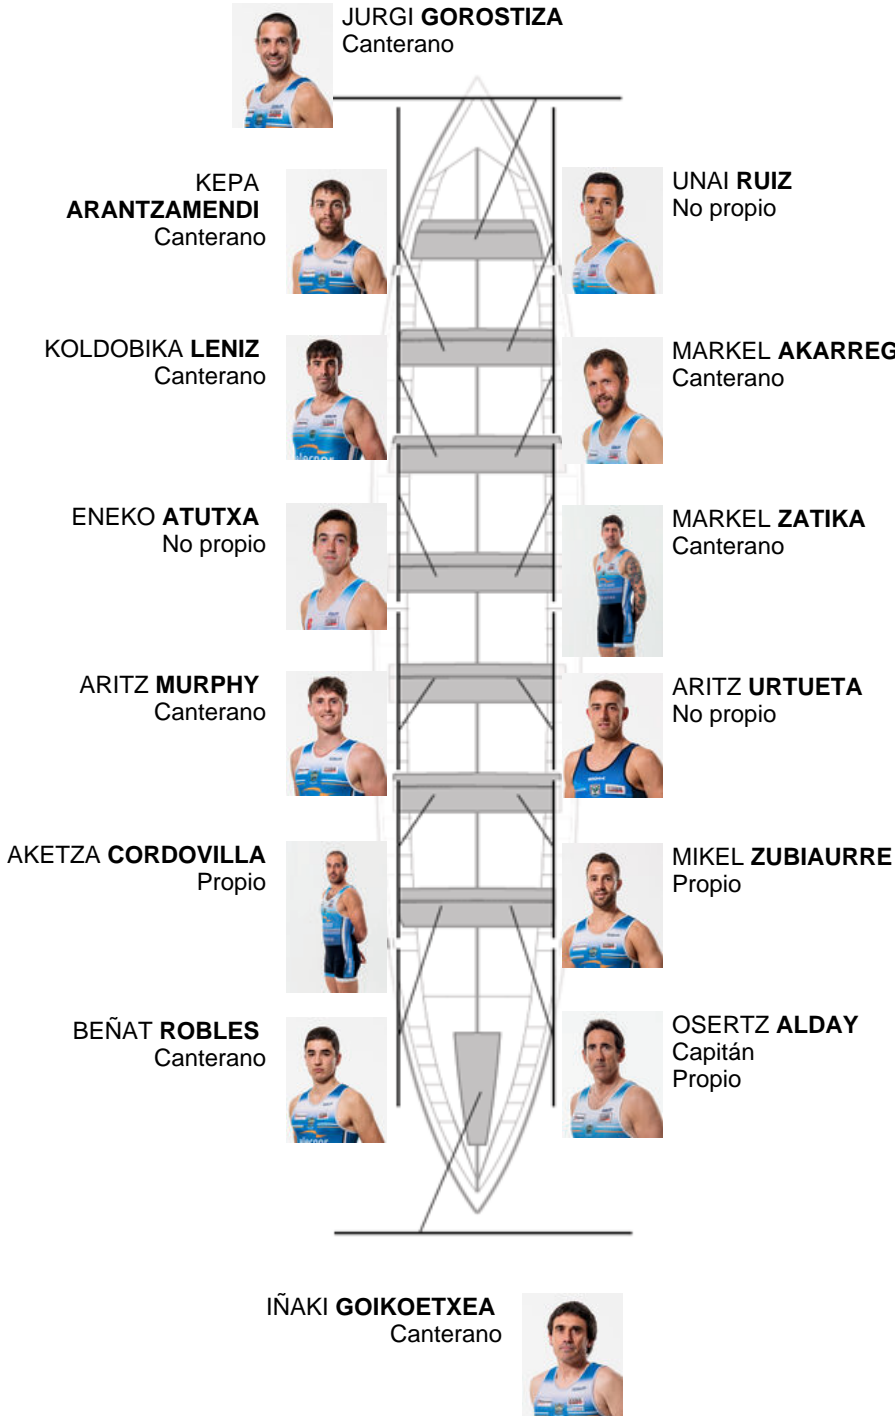 JURGI GOROSTIZA
Canterano
KEPA
ARANTZAMENDI
Canterano
UNAI RUIZ
No propio
KOLDOBIKA LENIZ
Canterano
MARKEL AKARREG
Canterano
ENEKO ATUTXA
No propio
MARKEL ZATIKA
Canterano
ARITZ MURPHY
Canterano
ARITZ URTUETA
No propio
AKETZA CORDOVILLA
Propio
MIKEL ZUBIAURRE
Propio
BEÑAT ROBLES
Canterano
OSERTZ ALDAY
Capitán
Propio
IÑAKI GOIKOETXEA
Canterano